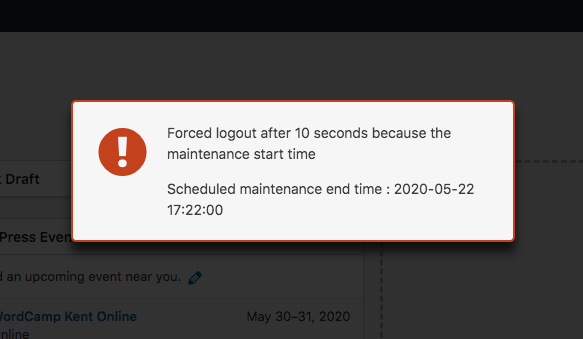 Forced logout after 10 seconds because the
maintenance start time
Scheduled maintenance end time : 2020-05-22
17:22:00
Draft
Press Even
an upcoming event near you.
WordCamp Kent Online
May 30–31, 2020
nline